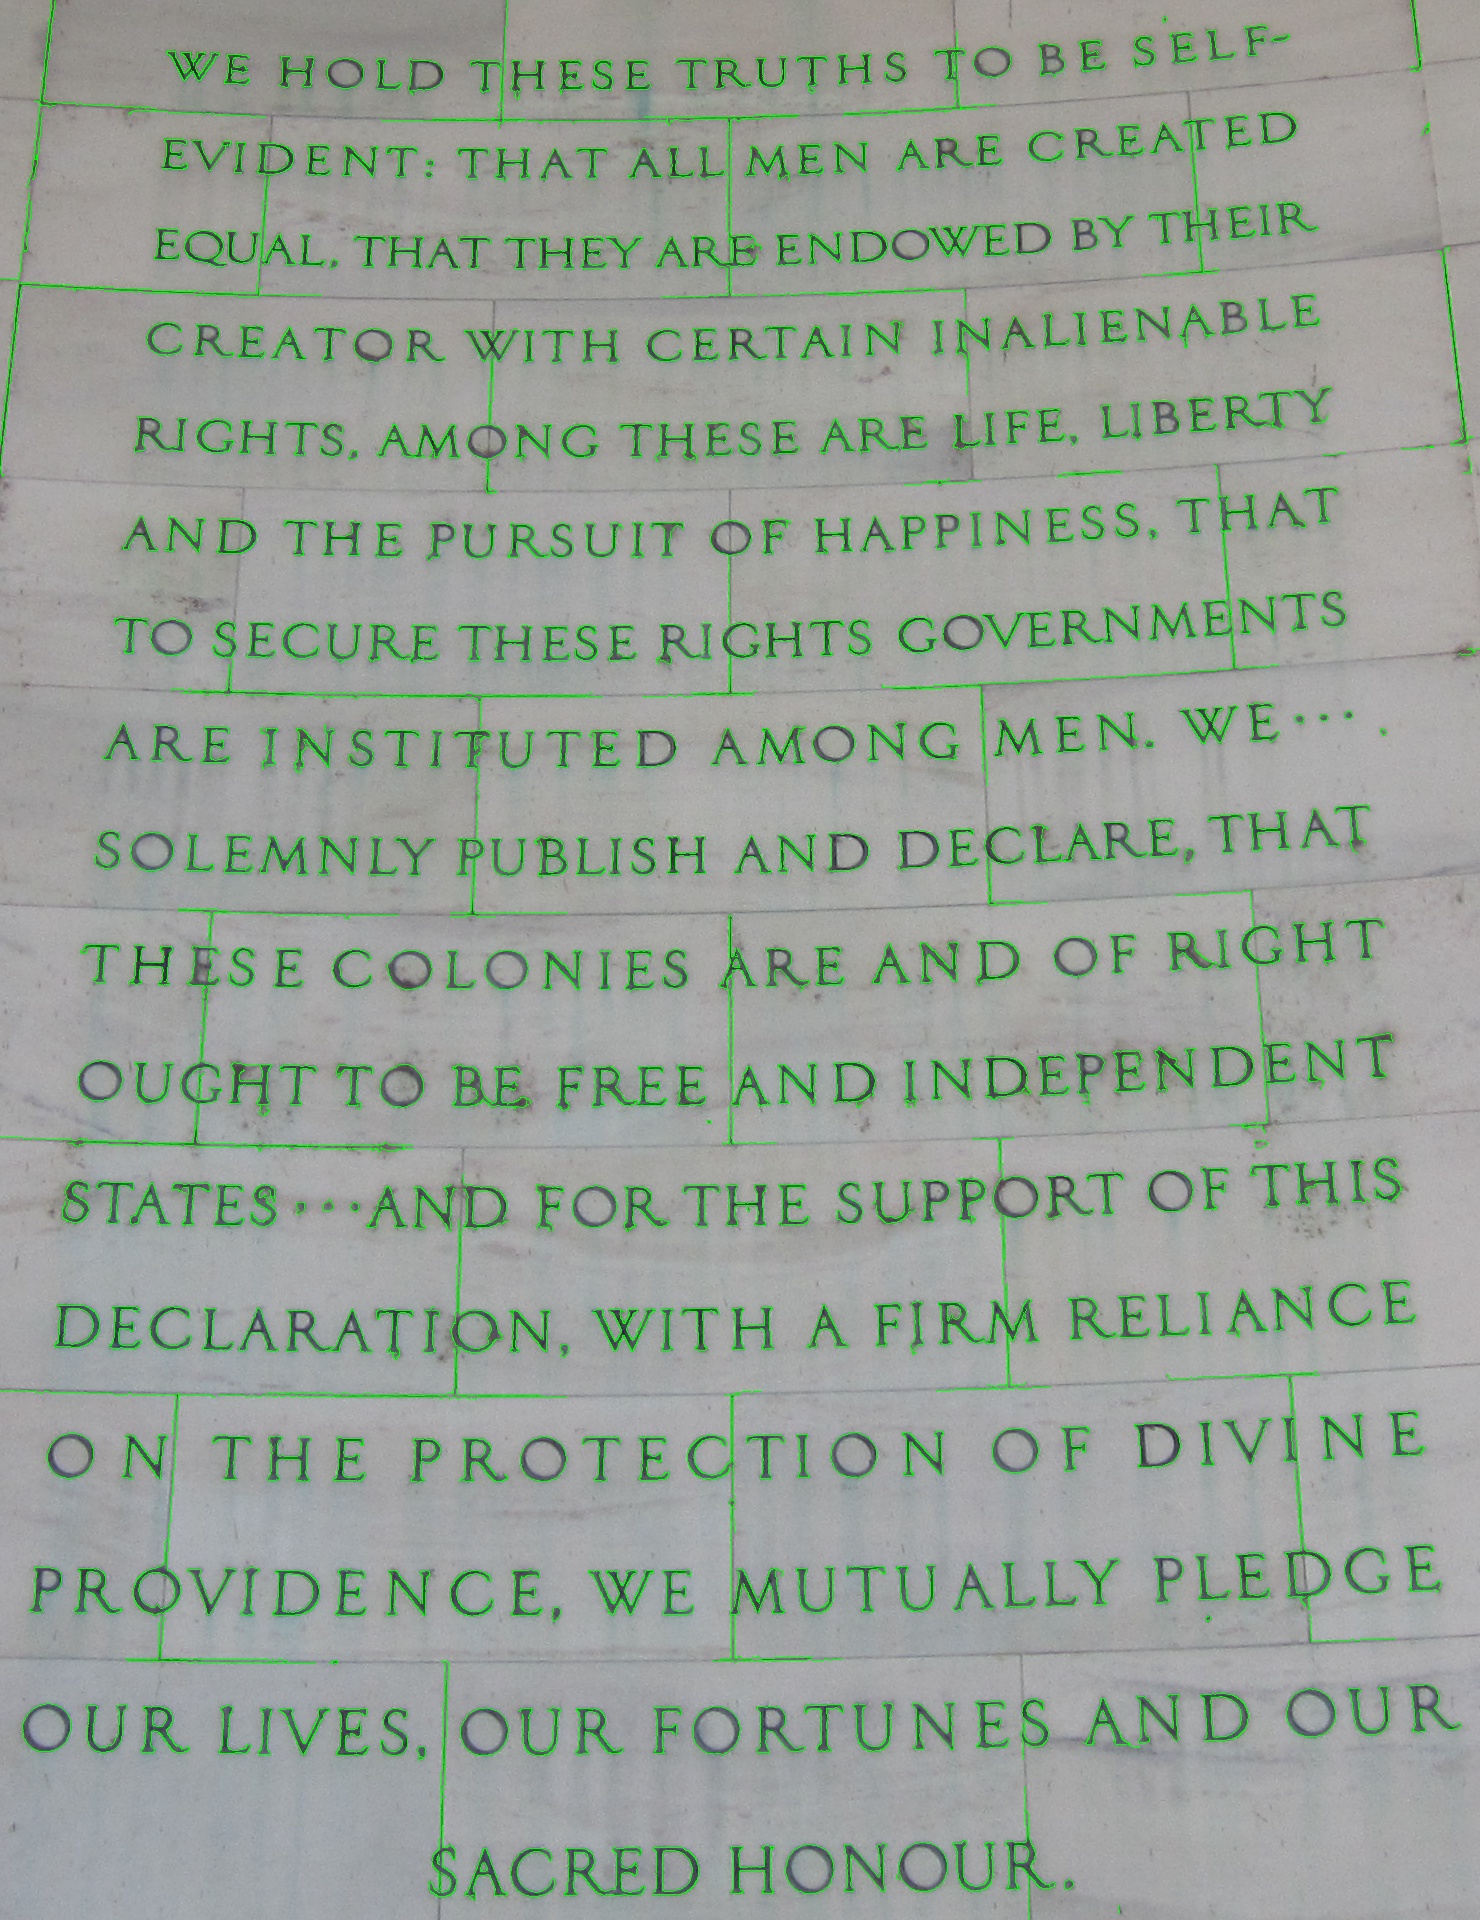 WE HOLD THESE TRUTHS TO BE SELF-
EVIDENT: THAT ALL MEN ARE CREATED
EQUAL, THAT THEY ARE ENDOWED BY THEIR
CREATOR WITH CERTAIN INALIENABLE
RIGHTS, AMONG THESE ARE LIFE, LIBERTY
AND THE PURSUIT OF HAPPINESS, THAT
TO SECURE THESE RIGHTS GOVERNMENTS
ARE INSTITUTED AMONG MEN. WE··· .
SOLEMNLY PUBLISH AND DECLARE, THAT
THESE COLONIES ARE AND OF RIGHT
OUGHT TO BE FREE AND INDEPENDENT
STATES···AND FOR THE SUPPORT OF THIS
DECLARATION, WITH A FIRM RELIANCE
ON THE PROTECTION OF DIVINE
PROVIDENCE, WE MUTUALLY PLEDGE
OUR LIVES, OUR FORTUNES AND OUR
SACRED HONOUR.